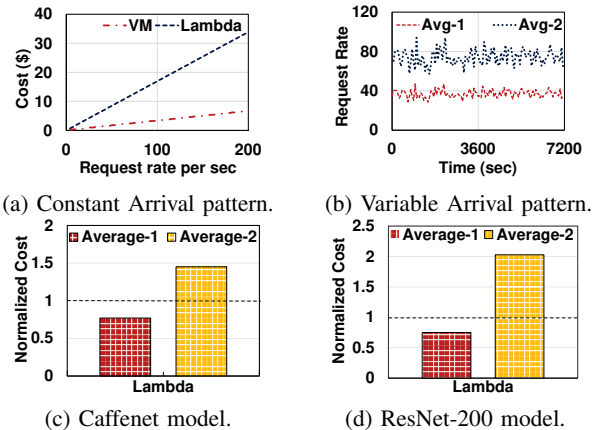 40
30
20
10
0
0
100
200
Cost ($)
VM
Lambda
Request rate per sec
(a) Constant Arrival pattern.
120
80
40
0
0
3600
7200
Request Rate
Avg-1
Avg-2
Time (sec)
(b) Variable Arrival pattern.
2
1.5
1
0.5
0
Normalized Cost
Average-1
Average-2
Lambda
(c) Caffenet model.
2.5
2
1.5
1
0.5
0
Normalized Cost
Average-1
Average-2
Lambda
(d) ResNet-200 model.